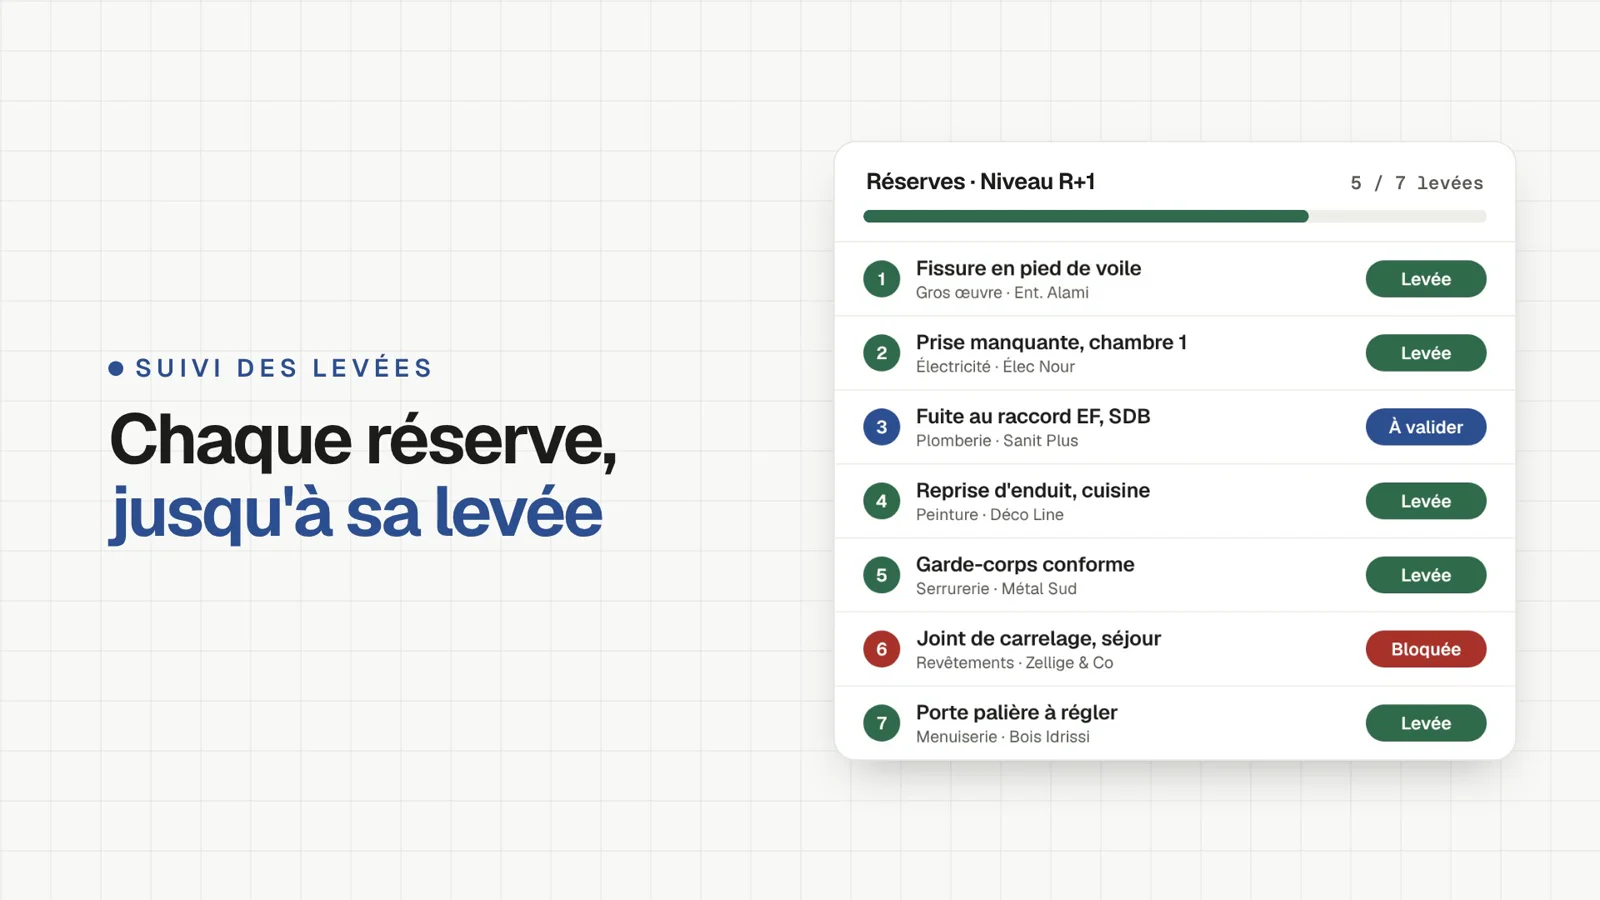 SUIVI DES LEVÉES
Chaque réserve,
jusqu'à sa levée
Réserves · Niveau R+1
5 / 7 levées
1
Fissure en pied de voile
Gros œuvre · Ent. Alami
Levée
2
Prise manquante, chambre 1
Électricité · Élec Nour
Levée
3
Fuite au raccord EF, SDB
Plomberie · Sanit Plus
À valider
4
Reprise d'enduit, cuisine
Peinture · Déco Line
Levée
5
Garde-corps conforme
Serrurerie · Métal Sud
Levée
6
Joint de carrelage, séjour
Revêtements · Zellige & Co
Bloquée
7
Porte palière à régler
Menuiserie · Bois Idrissi
Levée